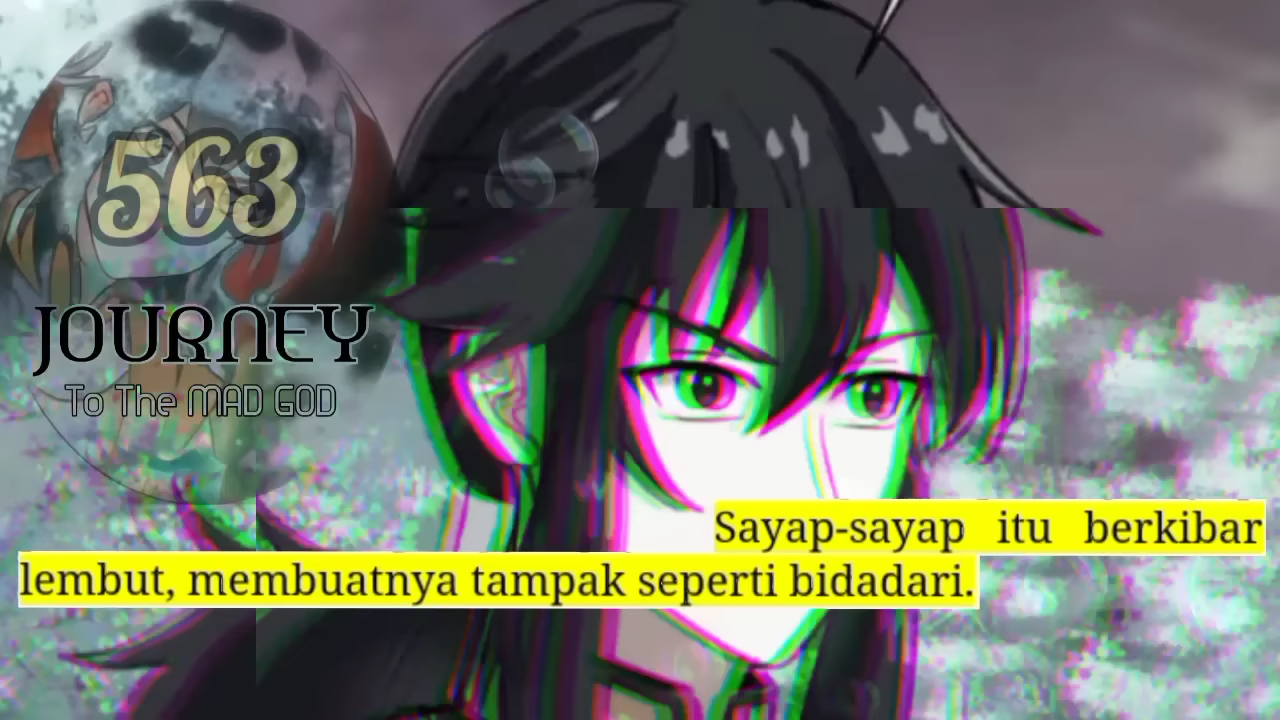 563
JOURNEY
To The MAD GOD
Sayap-sayap itu berkibar
lembut, membuatnya tampak seperti bidadari.